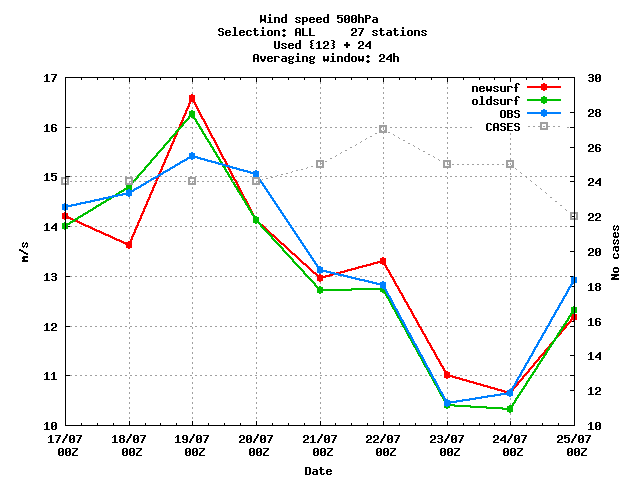 Wind speed 500hPa
Selection: ALL     27 stations
Used {12} + 24
Averaging window: 24h
newsurf
oldsurf
OBS
CASES
17
16
15
14
13
12
11
10
m/s
30
28
26
24
22
20
18
16
14
12
10
No cases
17/07 18/07 19/07 20/07 21/07 22/07 23/07 24/07 25/07
00Z 00Z 00Z 00Z 00Z 00Z 00Z 00Z 00Z
Date